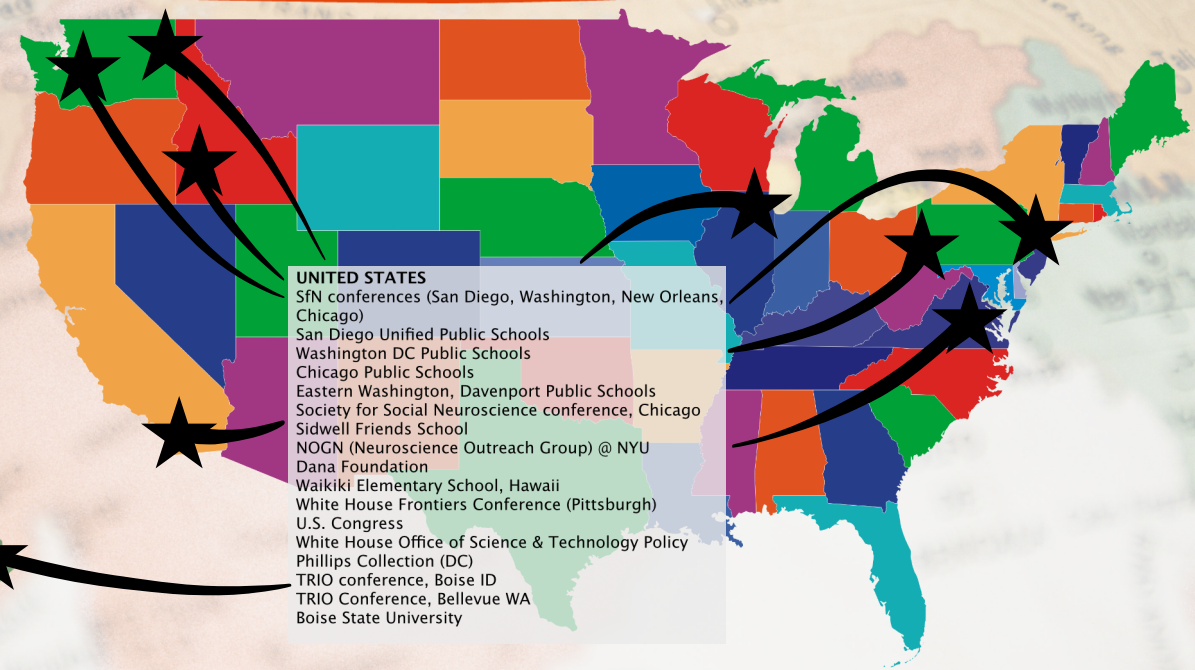 UNITED STATES
SfN conferences (San Diego, Washington, New Orleans,
Chicago)
San Diego Unified Public Schools
Washington DC Public Schools
Chicago Public Schools
Eastern Washington, Davenport Public Schools
Society for Social Neuroscience conference, Chicago
Sidwell Friends School
NOGN (Neuroscience Outreach Group) @ NYU
Dana Foundation
Waikiki Elementary School, Hawaii
White House Frontiers Conference (Pittsburgh)
U.S. Congress
White House Office of Science & Technology Policy
Phillips Collection (DC)
TRIO conference, Boise ID
TRIO Conference, Bellevue WA
Boise State University